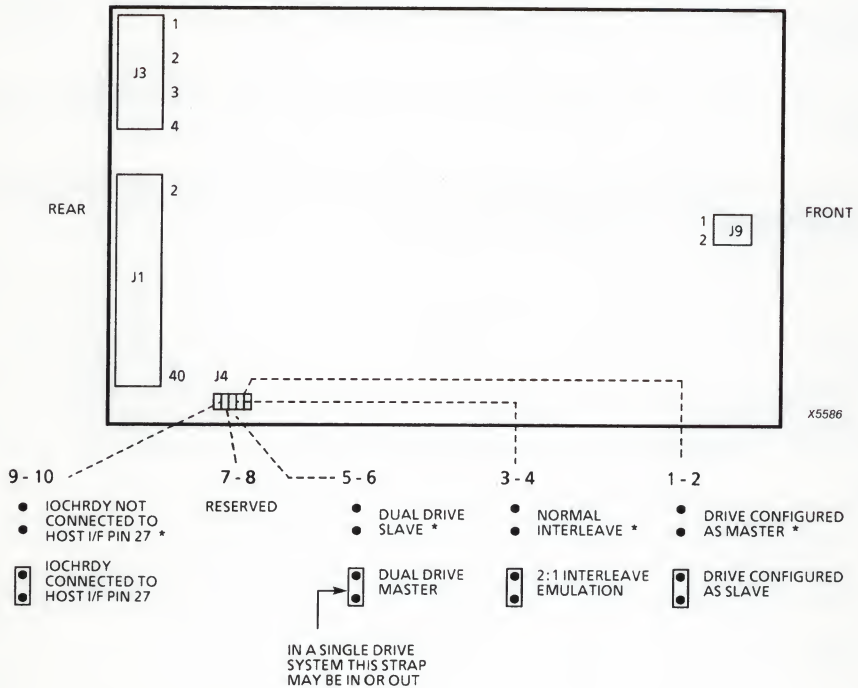 1
2
J3
3
4
REAR
2
J1
40
J4
1
2
J9
FRONT
X5586
9 - 10
7 - 8
5 - 6
3 - 4
1 - 2
IOCHRDY NOT
CONNECTED TO
HOST I/F PIN 27 *
RESERVED
DUAL DRIVE
SLAVE *
NORMAL
INTERLEAVE *
DRIVE CONFIGURED
AS MASTER *
IOCHRDY
CONNECTED TO
HOST I/F PIN 27
DUAL DRIVE
MASTER
2:1 INTERLEAVE
EMULATION
DRIVE CONFIGURED
AS SLAVE
IN A SINGLE DRIVE
SYSTEM THIS STRAP
MAY BE IN OR OUT